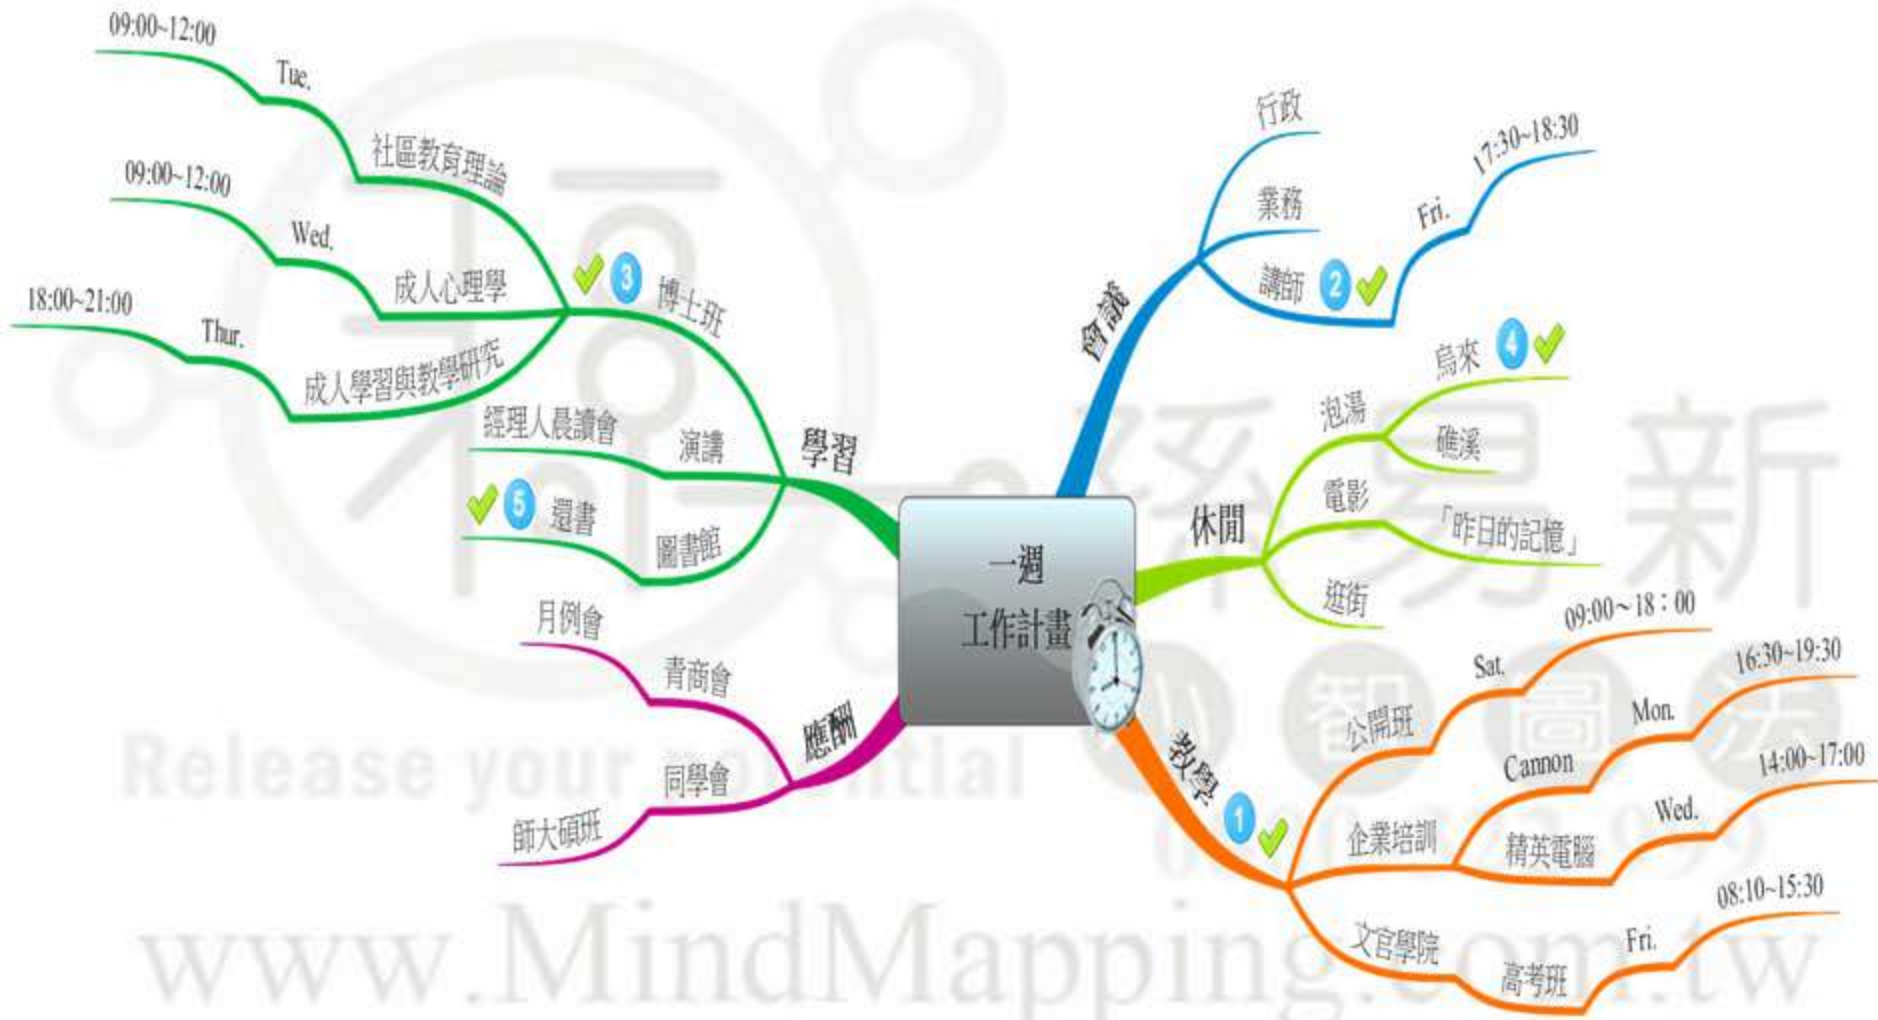 一週
工作計畫
會議
行政
業務
講師
2
Fri.
17:30~18:30
休閒
泡湯
烏來
4
礁溪
電影
「昨日的記憶」
逛街
教學
1
公開班
Sat.
09:00~18：00
企業培訓
Cannon
Mon.
16:30~19:30
精英電腦
Wed.
14:00~17:00
文官學院
高考班
Fri.
08:10~15:30
學習
3
博士班
社區教育理論
Tue.
09:00~12:00
成人心理學
Wed.
09:00~12:00
成人學習與教學研究
Thur.
18:00~21:00
演講
經理人晨讀會
圖書館
還書
5
應酬
青商會
月例會
同學會
師大碩班
孫易新
智圖法
Release your potential
www.MindMapping.com.tw